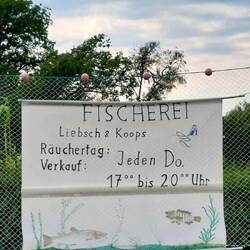 FISCHEREI
Liebsch & Koops
Räuchertag: Jeden Do.
Verkauf:
17⁰⁰ bis 20⁰⁰ Uhr